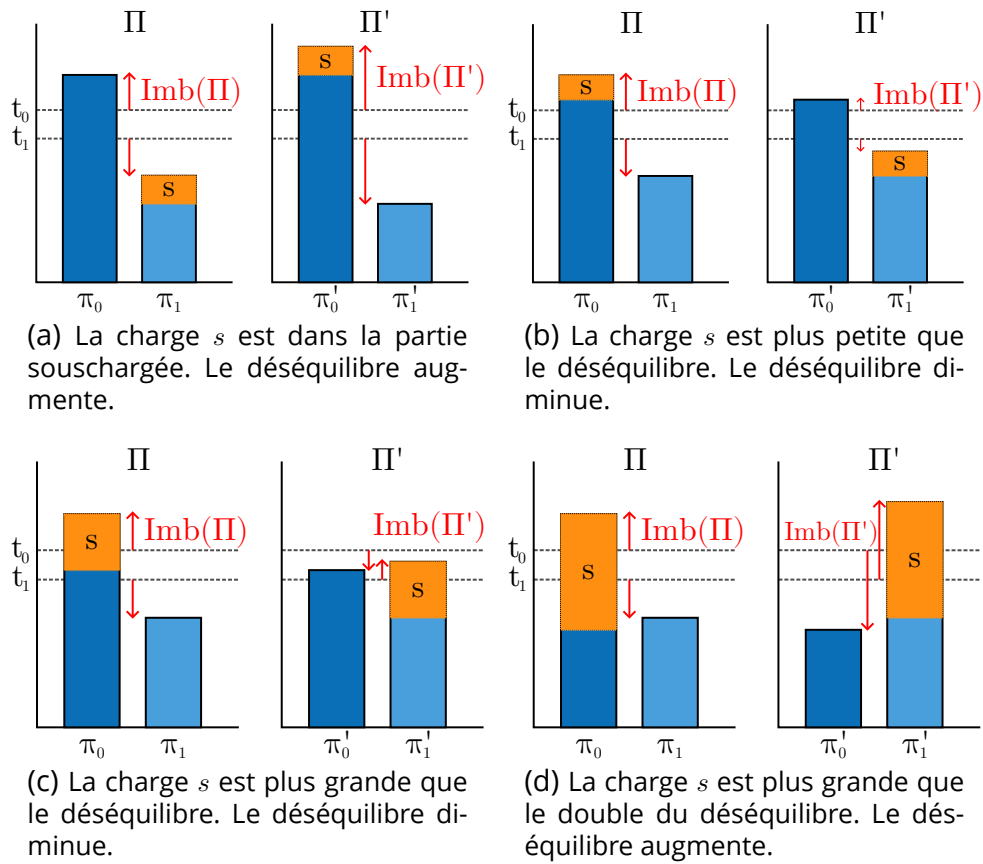 Π Π'
s
Imb(Π) Imb(Π')
t₀
t₁
s
π₀ π₁ π₀' π₁'
(a) La charge s est dans la partie
souschargée. Le déséquilibre aug-
mente.
Π Π'
s
Imb(Π) Imb(Π')
t₀
t₁
s
π₀ π₁ π₀' π₁'
(b) La charge s est plus petite que
le déséquilibre. Le déséquilibre di-
minue.
Π Π'
Imb(Π) Imb(Π')
s
t₀
t₁
s
π₀ π₁ π₀' π₁'
(c) La charge s est plus grande que
le déséquilibre. Le déséquilibre di-
minue.
Π Π'
Imb(Π) Imb(Π')
t₀
s s
t₁
π₀ π₁ π₀' π₁'
(d) La charge s est plus grande que
le double du déséquilibre. Le dés-
équilibre augmente.